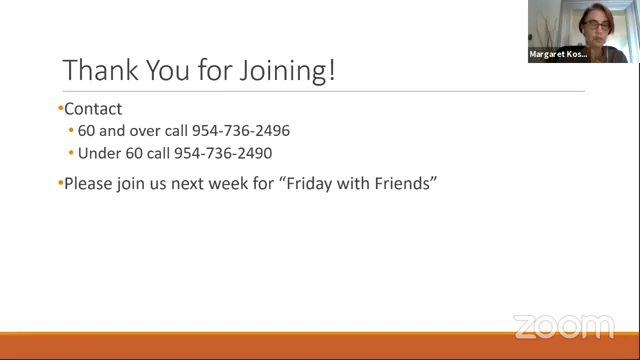 Margaret Kos...
Thank You for Joining!
•Contact
• 60 and over call 954-736-2496
• Under 60 call 954-736-2490
•Please join us next week for “Friday with Friends”
zoom